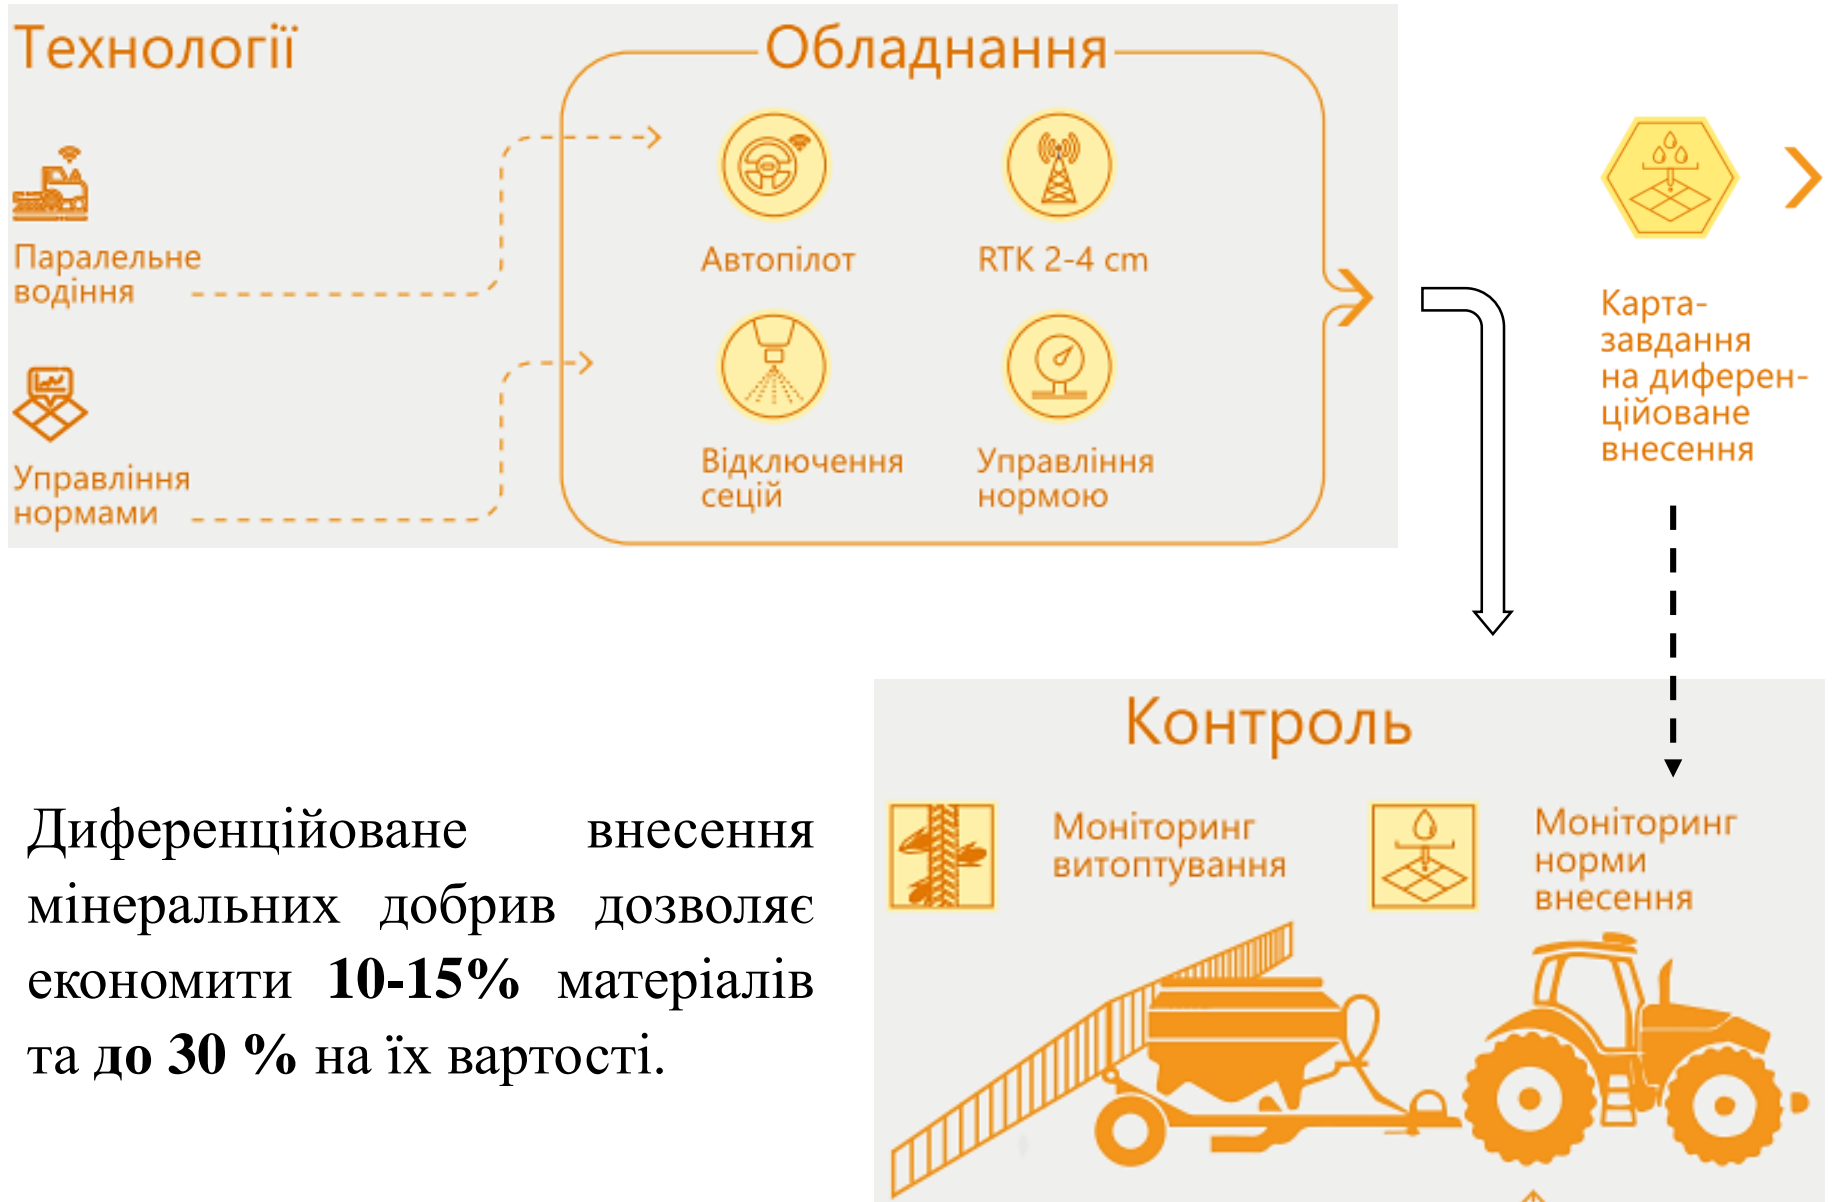 Технології
Обладнання
Паралельне
водіння
Автопілот
RTK 2-4 cm
Управління
нормами
Відключення
сецій
Управління
нормою
Карта-
завдання
на диферен-
ційоване
внесення
Контроль
Моніторинг
витоптування
Моніторинг
норми
внесення
Диференційоване внесення
мінеральних добрив дозволяє
економити 10-15% матеріалів
та до 30 % на їх вартості.